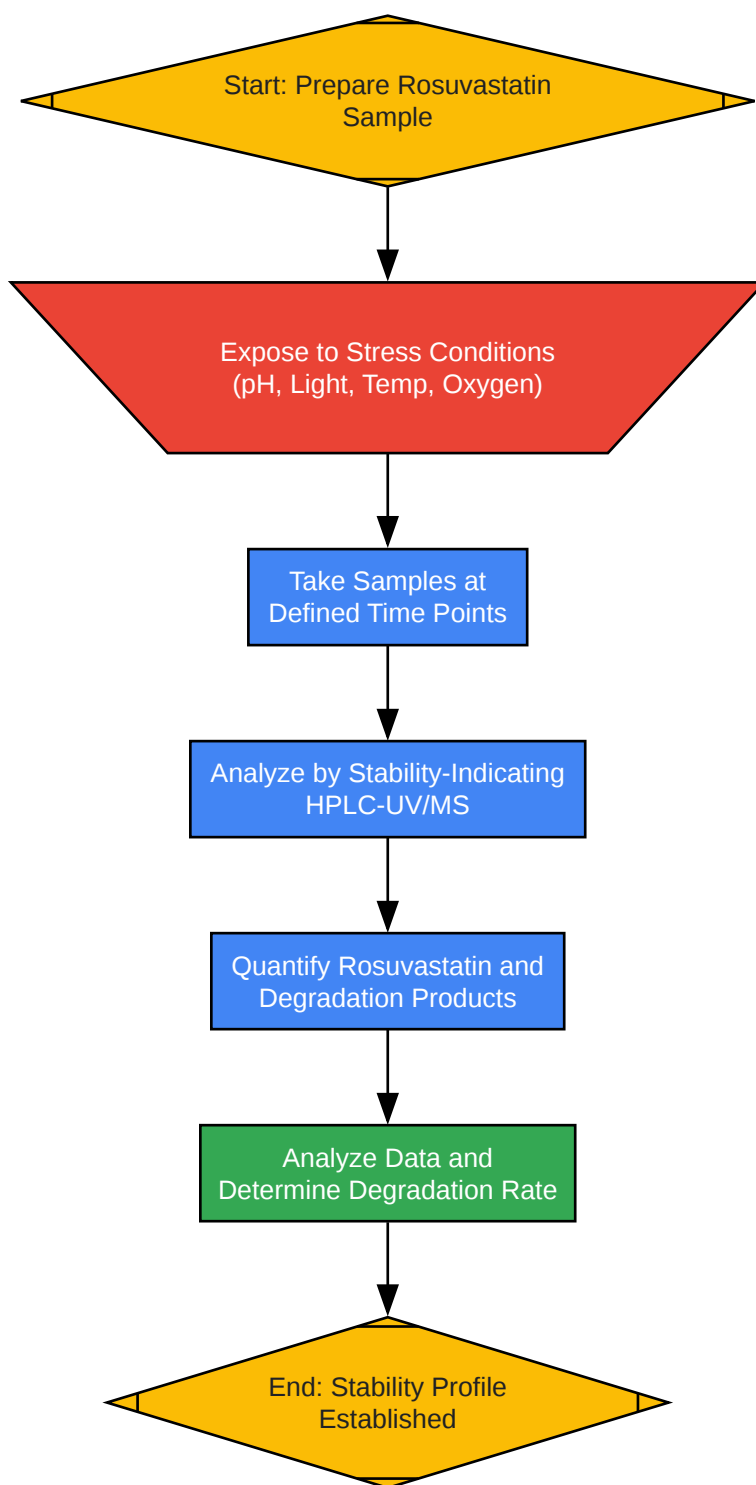 Start: Prepare Rosuvastatin
Sample
Expose to Stress Conditions
(pH, Light, Temp, Oxygen)
Take Samples at
Defined Time Points
Analyze by Stability-Indicating
HPLC-UV/MS
Quantify Rosuvastatin and
Degradation Products
Analyze Data and
Determine Degradation Rate
End: Stability Profile
Established